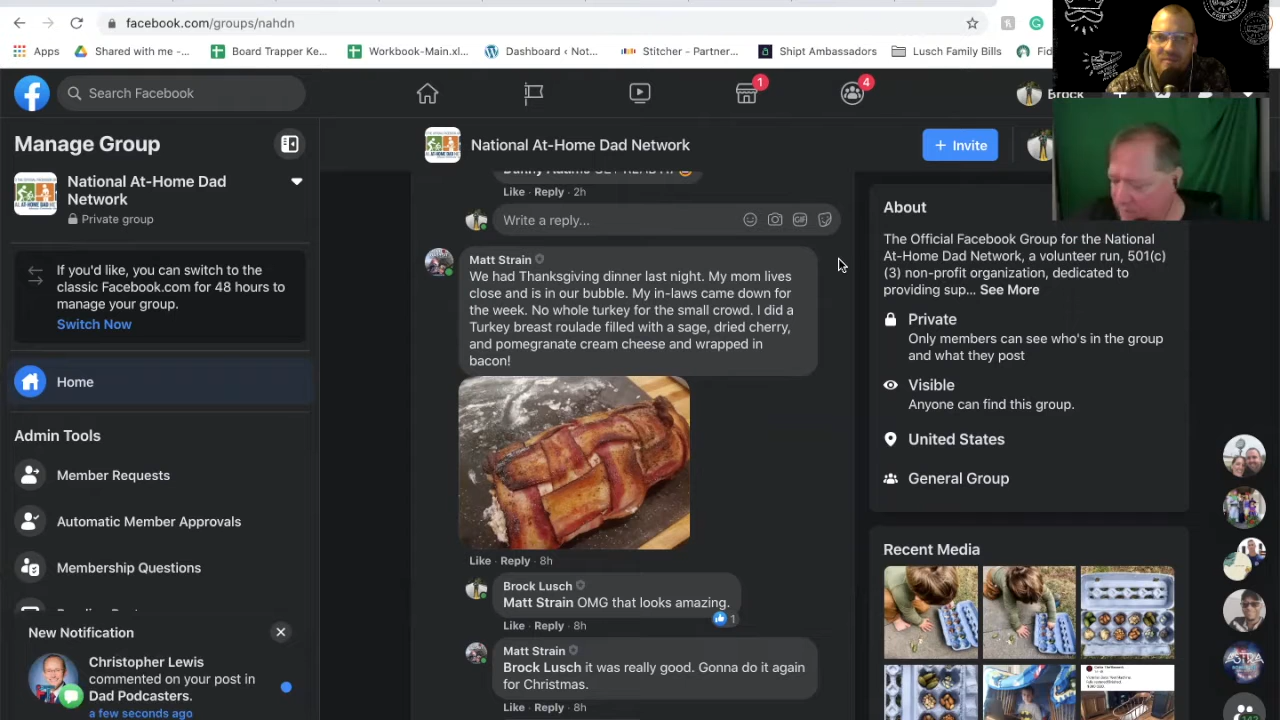 facebook.com/groups/nahdn
Apps
Shared with me -...
Board Trapper Ke...
Workbook-Main.xl...
Dashboard ‹ Not...
Stitcher - Partner...
Shipt Ambassadors
Lusch Family Bills
Fid
Search Facebook
1
4
Brock
Manage Group
National At-Home Dad
Network
Private group
If you'd like, you can switch to the
classic Facebook.com for 48 hours to
manage your group.
Switch Now
Home
Admin Tools
Member Requests
Automatic Member Approvals
Membership Questions
New Notification
Christopher Lewis
commented on your post in
Dad Podcasters.
a few seconds ago
National At-Home Dad Network
+ Invite
Like · Reply · 2h
Write a reply...
GIF
Matt Strain
We had Thanksgiving dinner last night. My mom lives
close and is in our bubble. My in-laws came down for
the week. No whole turkey for the small crowd. I did a
Turkey breast roulade filled with a sage, dried cherry,
and pomegranate cream cheese and wrapped in
bacon!
Like · Reply · 8h
Brock Lusch
Matt Strain OMG that looks amazing.
1
Like · Reply · 8h
Matt Strain
Brock Lusch it was really good. Gonna do it again
for Christmas.
Like · Reply · 8h
About
The Official Facebook Group for the National
At-Home Dad Network, a volunteer run, 501(c)
(3) non-profit organization, dedicated to
providing sup... See More
Private
Only members can see who's in the group
and what they post
Visible
Anyone can find this group.
United States
General Group
Recent Media